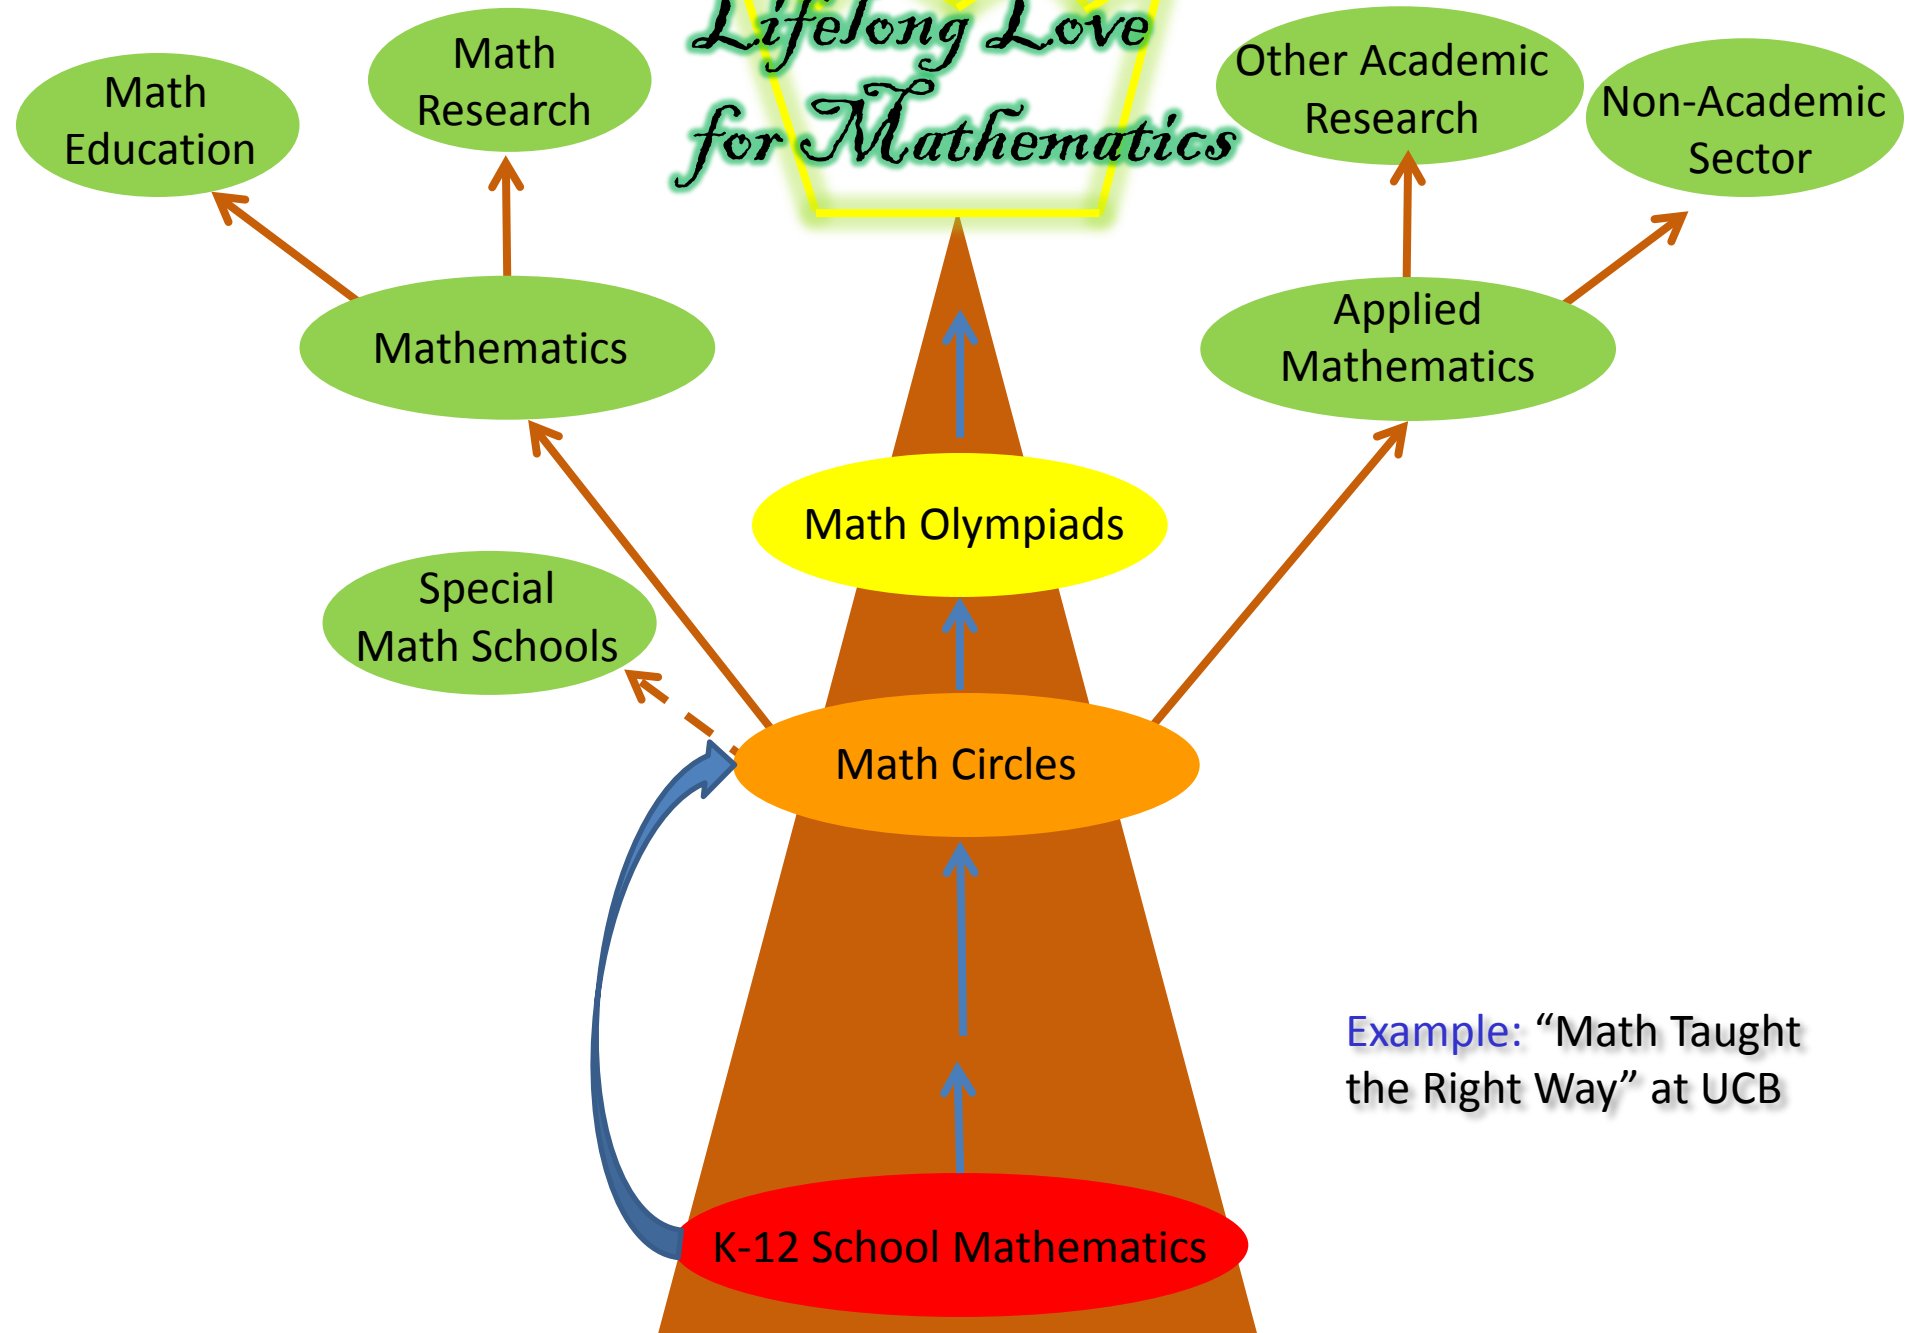 Lifelong Love
for Mathematics
Math
Education
Math
Research
Other Academic
Research
Non-Academic
Sector
Mathematics
Applied
Mathematics
Math Olympiads
Special
Math Schools
Math Circles
Example: “Math Taught
the Right Way” at UCB
K-12 School Mathematics